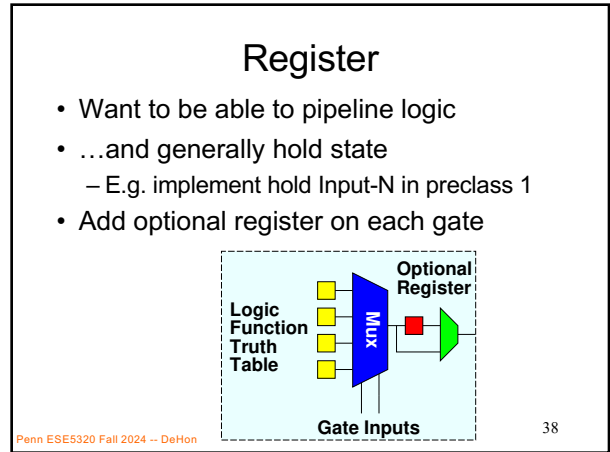 Register
• Want to be able to pipeline logic
• …and generally hold state
– E.g. implement hold Input-N in preclass 1
• Add optional register on each gate
Optional
Register
Logic
Function
Truth
Table
Mux
Gate Inputs
Penn ESE5320 Fall 2024 -- DeHon
38